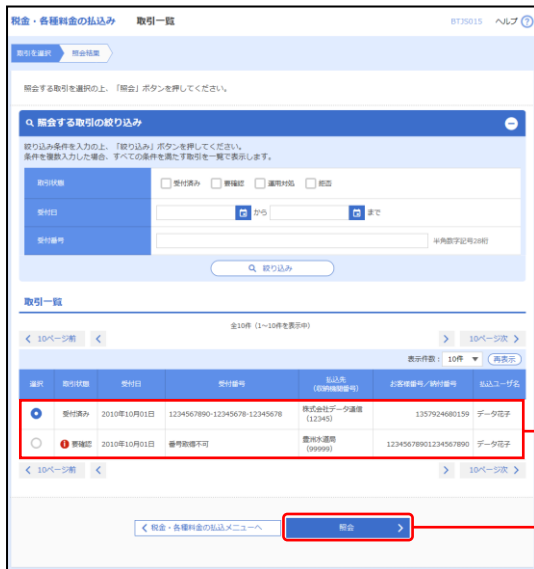 税金・各種料金の払込み 取引一覧 BTJS015 ヘルプ ?
取引を選択 照会結果
照会する取引を選択の上、「照会」ボタンを押してください。
照会する取引の絞り込み
絞り込み条件を入力の上、「絞り込み」ボタンを押してください。
条件を複数入力した場合、すべての条件を満たす取引を一覧で表示します。
取引状態 受付済み 要確認 運用対処 拒否
受付日 から まで
受付番号 半角数字記号28桁
絞り込み
取引一覧
全10件（1～10件を表示中）
10ページ前 10ページ次
表示件数： 10件 再表示
選択 取引状態 受付日 受付番号 払込先 お客様番号／納付番号 払込ユーザ名
（収納機関番号）
受付済み 2010年10月01日 1234567890-12345678-12345678 株式会社データ通信 1357924680159 データ花子
（12345）
要確認 2010年10月01日 番号取得不可 豊洲水道局 12345678901234567890 データ花子
（99999）
10ページ前 10ページ次
税金・各種料金の払込メニューへ 照会